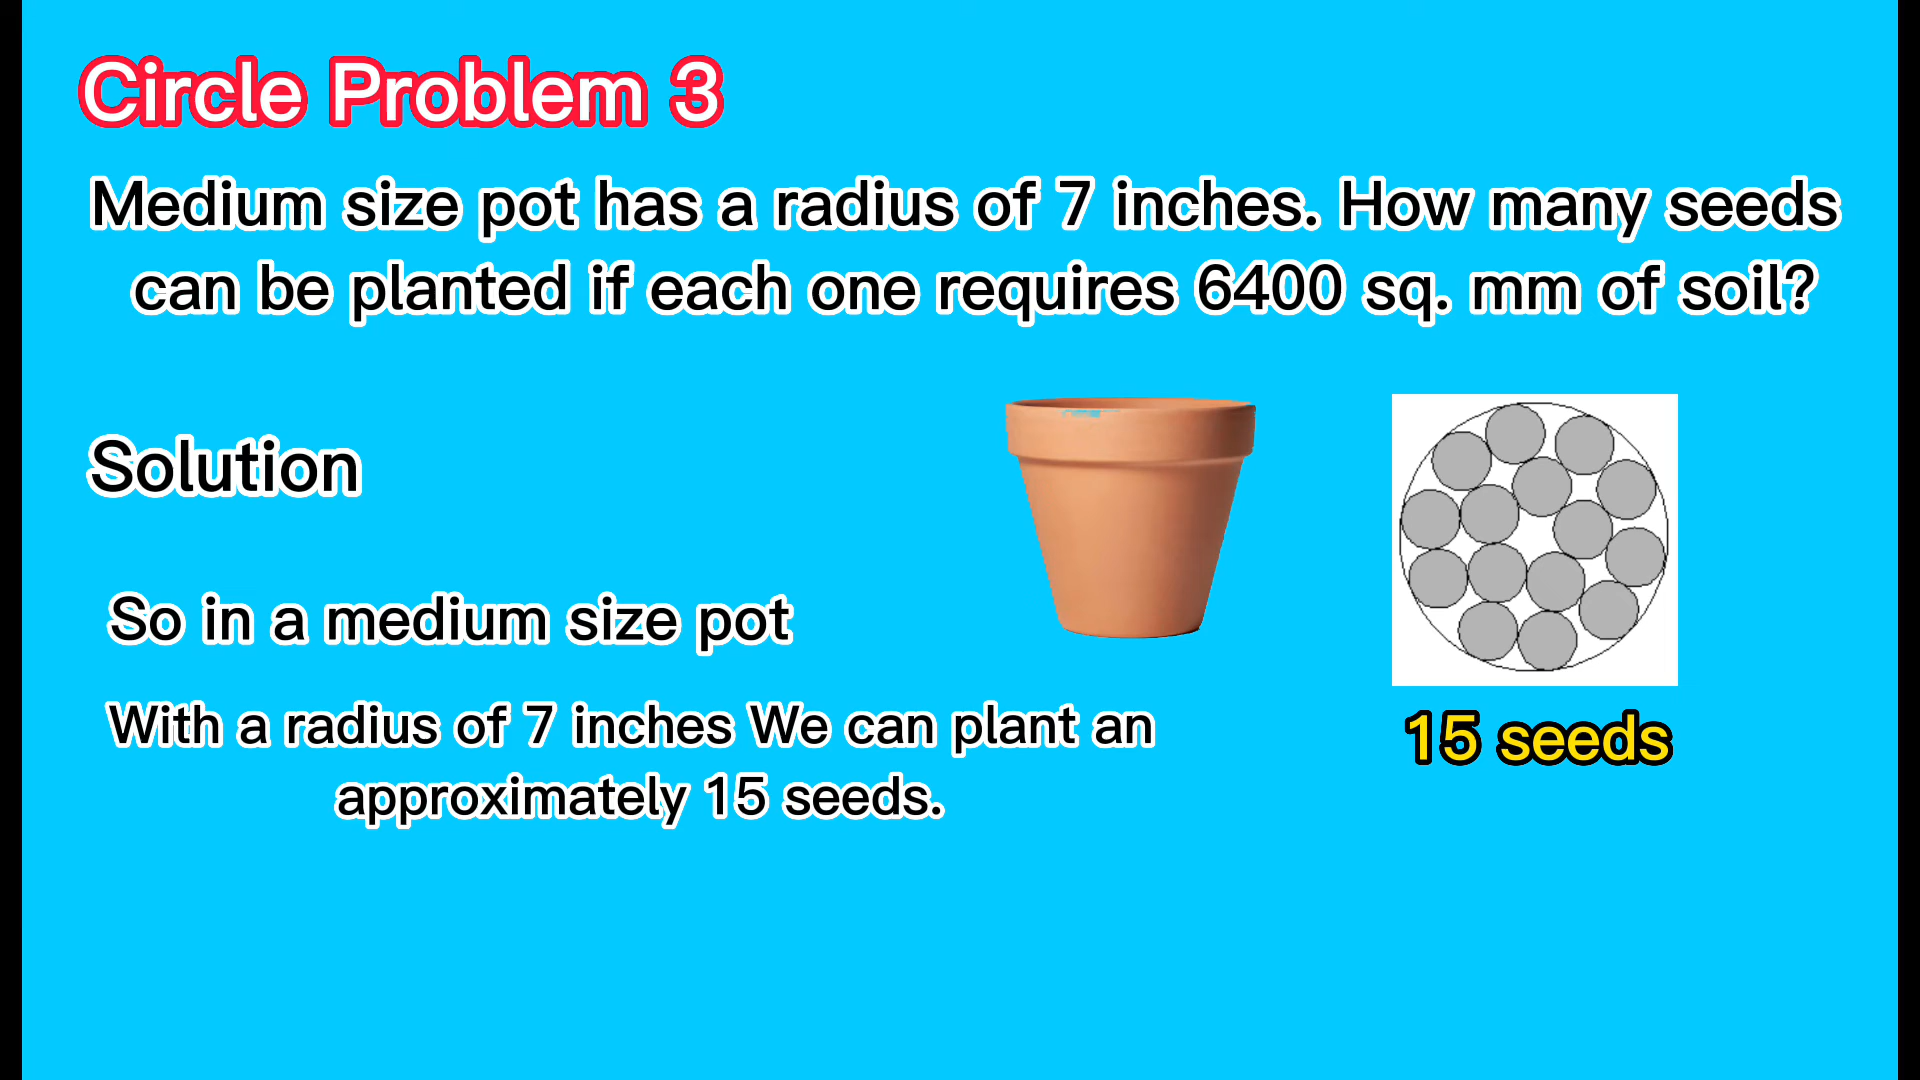 Circle Problem 3
Medium size pot has a radius of 7 inches. How many seeds
can be planted if each one requires 6400 sq. mm of soil?
Solution
So in a medium size pot
With a radius of 7 inches We can plant an
approximately 15 seeds.
15 seeds